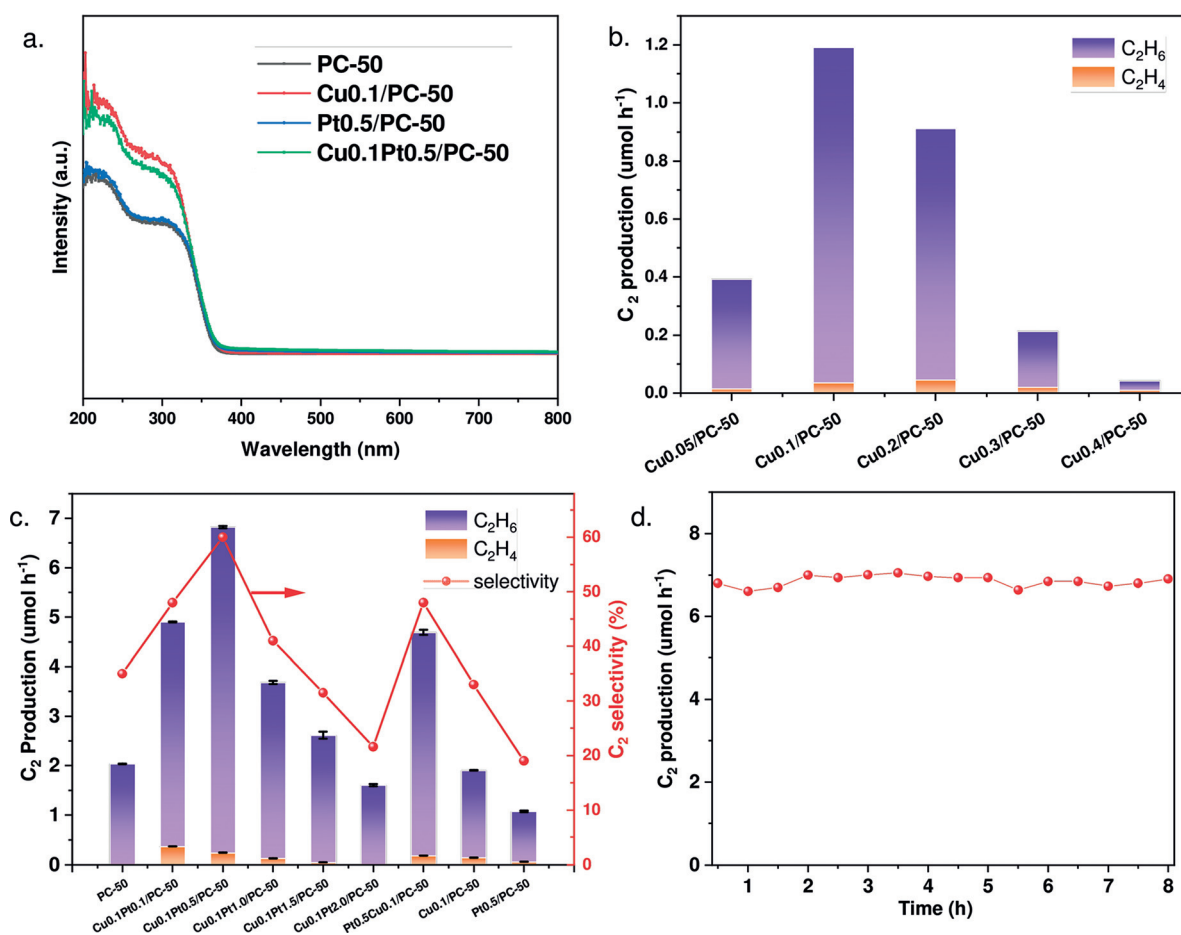 a.
PC-50
Cu0.1/PC-50
Pt0.5/PC-50
Cu0.1Pt0.5/PC-50
Intensity (a.u.)
200 300 400 500 600 700 800
Wavelength (nm)
b.
C₂H₆
C₂H₄
C₂ production (umol h⁻¹)
1.2
1.0
0.8
0.6
0.4
0.2
0.0
Cu0.05/PC-50 Cu0.1/PC-50 Cu0.2/PC-50 Cu0.3/PC-50 Cu0.4/PC-50
c.
C₂H₆
C₂H₄
selectivity
C₂ Production (umol h⁻¹)
7
6
5
4
3
2
1
0
C₂ selectivity (%)
60
50
40
30
20
10
0
PC-50 Cu0.1Pt0.1/PC-50 Cu0.1Pt0.5/PC-50 Cu0.1Pt1.0/PC-50 Cu0.1Pt1.5/PC-50 Cu0.1Pt2.0/PC-50 Pt0.5Cu0.1/PC-50 Cu0.1/PC-50 Pt0.5/PC-50
d.
C₂ production (umol h⁻¹)
8
6
4
2
0
1 2 3 4 5 6 7 8
Time (h)